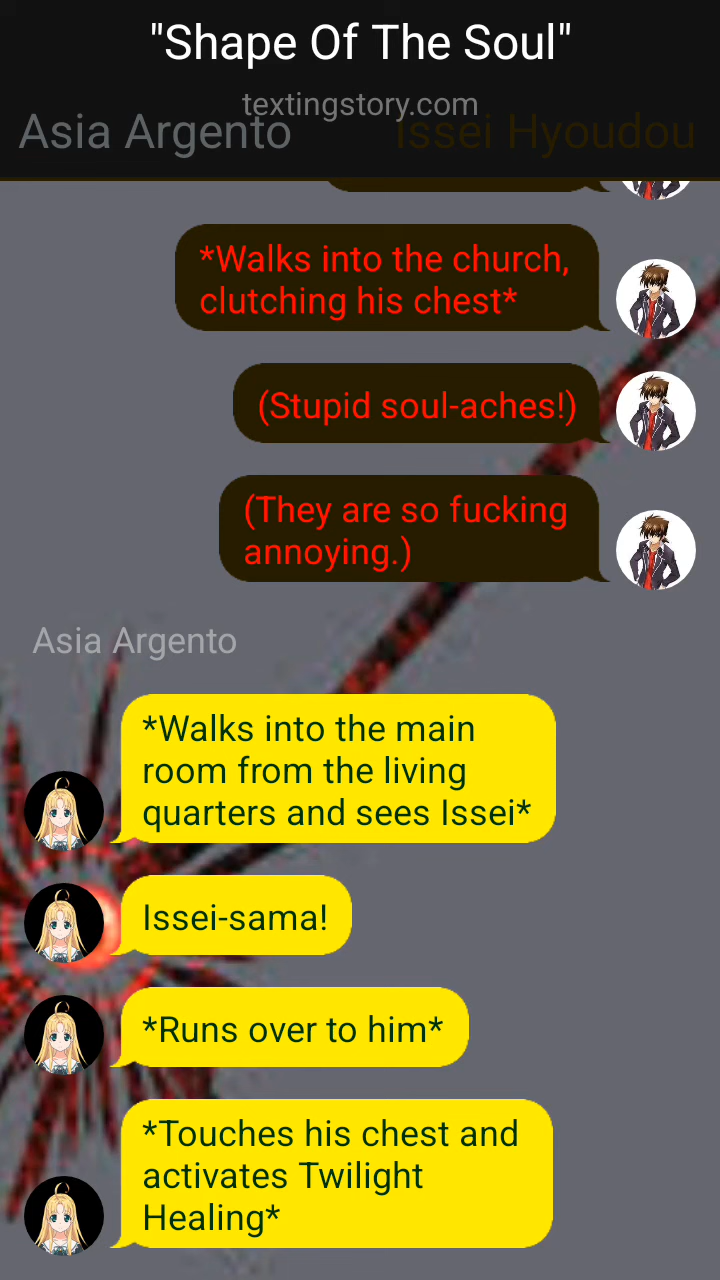 "Shape Of The Soul"
textingstory.com
Asia Argento Issei Hyoudou
*Walks into the church,
clutching his chest*
(Stupid soul-aches!)
(They are so fucking
annoying.)
Asia Argento
*Walks into the main
room from the living
quarters and sees Issei*
Issei-sama!
*Runs over to him*
*Touches his chest and
activates Twilight
Healing*